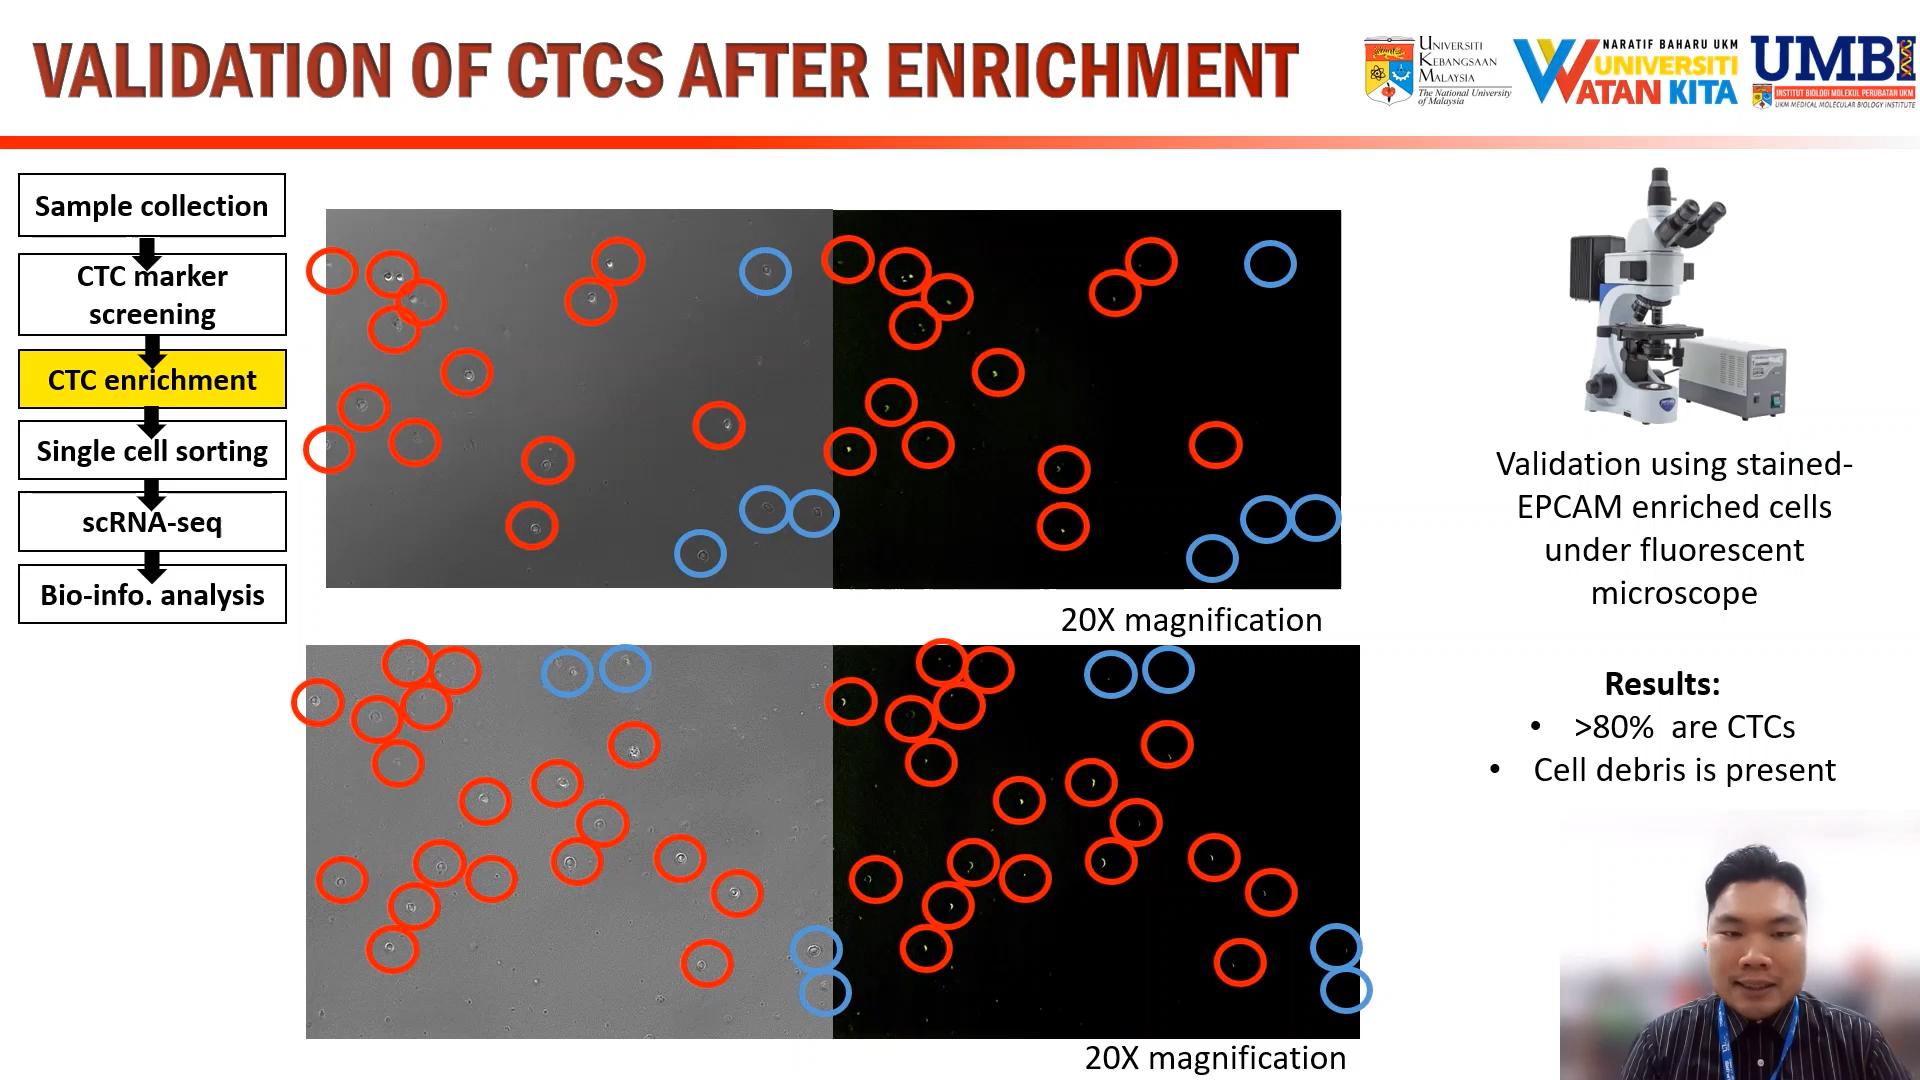 VALIDATION OF CTCS AFTER ENRICHMENT
UNIVERSITI
KEBANGSAAN
MALAYSIA
The National University
of Malaysia
NARATIF BAHARU UKM
UNIVERSITI
WATAN KITA
UMBI
INSTITUT BIOLOGI MOLEKUL PERUBATAN UKM
UKM MEDICAL MOLECULAR BIOLOGY INSTITUTE
Sample collection
CTC marker
screening
CTC enrichment
Single cell sorting
scRNA-seq
Bio-info. analysis
20X magnification
20X magnification
Validation using stained-
EPCAM enriched cells
under fluorescent
microscope
Results:
• >80% are CTCs
• Cell debris is present